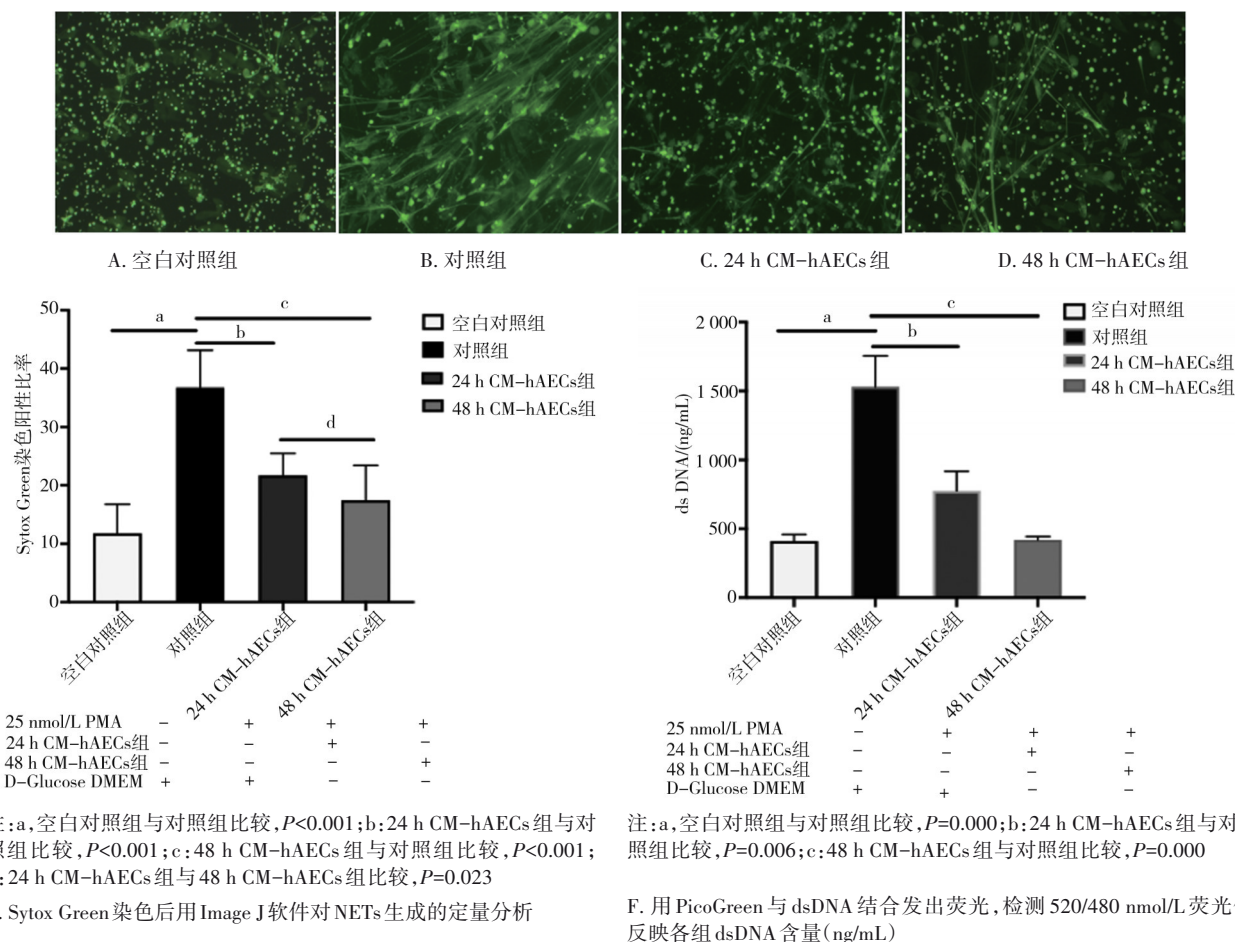 A. 空白对照组
B. 对照组
C. 24 h CM-hAECs组
D. 48 h CM-hAECs组
Sytox Green染色阳性比率
50
40
30
20
10
0
a
b
c
d
空白对照组
对照组
24 h CM-hAECs组
48 h CM-hAECs组
空白对照组
对照组
24 h CM-hAECs组
48 h CM-hAECs组
25 nmol/L PMA - + + +
24 h CM-hAECs组 - - + -
48 h CM-hAECs组 - - - +
D-Glucose DMEM + + - -
:a,空白对照组与对照组比较,P<0.001;b:24 h CM-hAECs组与对
照组比较,P<0.001;c:48 h CM-hAECs组与对照组比较,P<0.001;
:24 h CM-hAECs组与48 h CM-hAECs组比较,P=0.023
. Sytox Green染色后用Image J软件对NETs生成的定量分析
ds DNA/(ng/mL)
2 000
1 500
1 000
500
0
a
b
c
空白对照组
对照组
24 h CM-hAECs组
48 h CM-hAECs组
空白对照组
对照组
24 h CM-hAECs组
48 h CM-hAECs组
25 nmol/L PMA - + + +
24 h CM-hAECs组 - - + -
48 h CM-hAECs组 - - - +
D-Glucose DMEM + + - -
注:a,空白对照组与对照组比较,P=0.000;b:24 h CM-hAECs组与对
照组比较,P=0.006;c:48 h CM-hAECs组与对照组比较,P=0.000
F. 用PicoGreen与dsDNA结合发出荧光,检测520/480 nmol/L荧光
反映各组dsDNA含量(ng/mL)